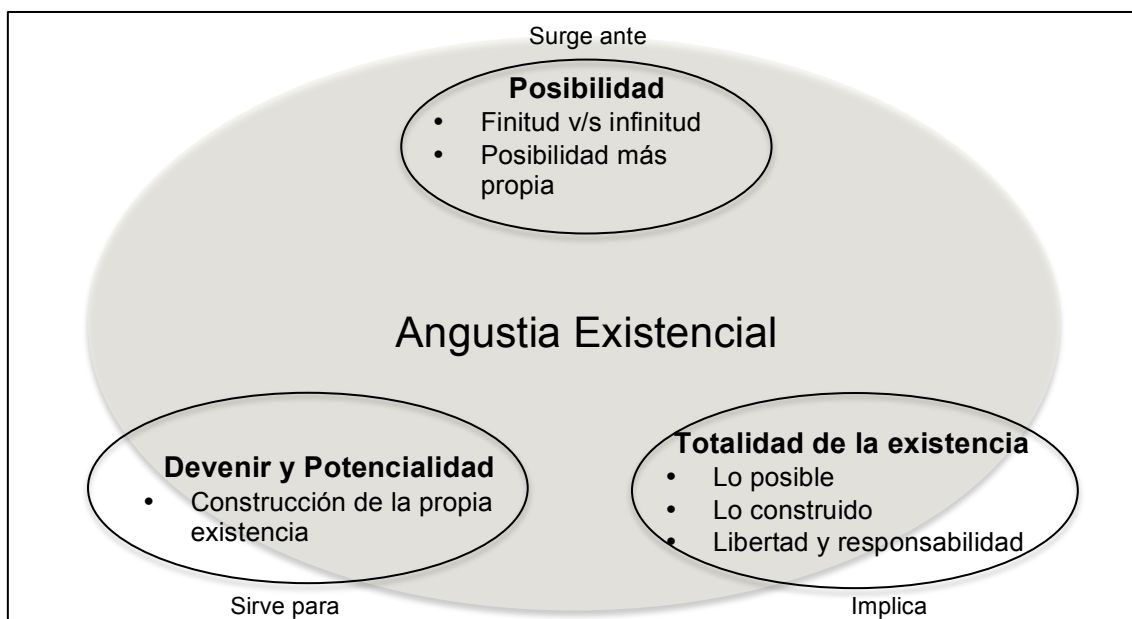 Surge ante
Posibilidad
• Finitud v/s infinitud
• Posibilidad más
propia
Angustia Existencial
Devenir y Potencialidad
• Construcción de la propia
existencia
Totalidad de la existencia
• Lo posible
• Lo construido
• Libertad y responsabilidad
Sirve para
Implica